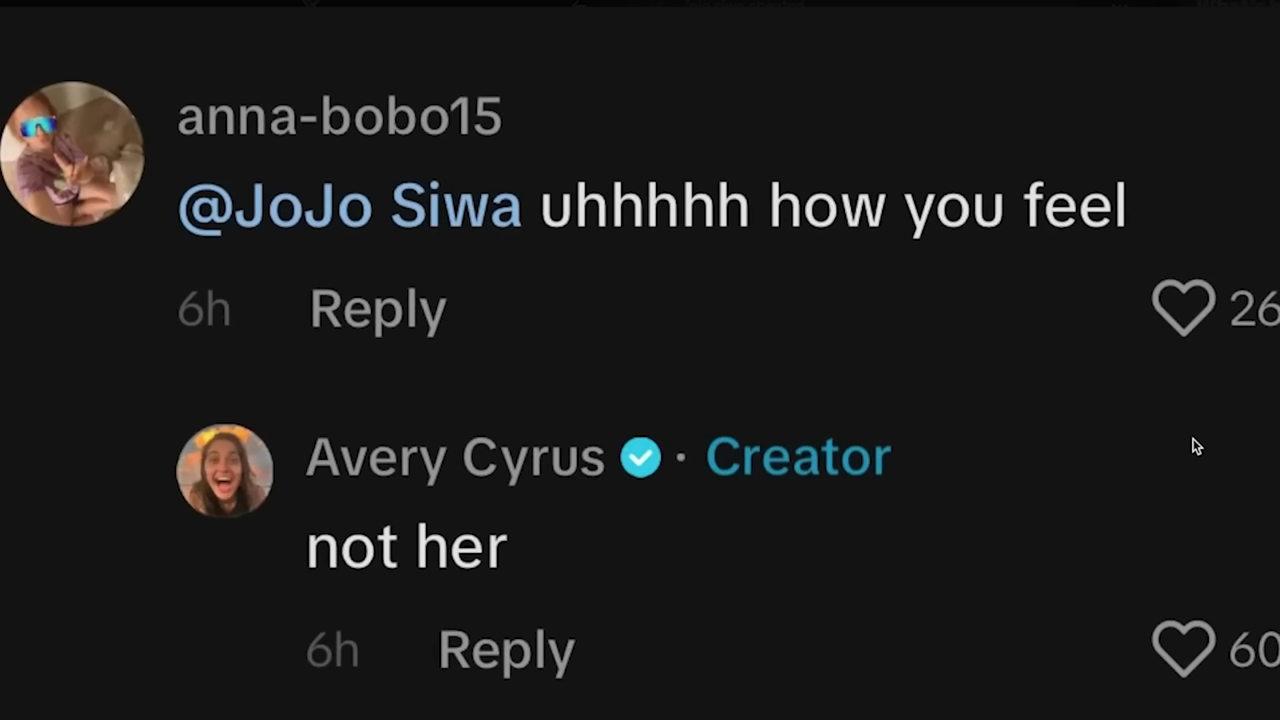 anna-bobo15
@JoJo Siwa uhhhhh how you feel
6h Reply 26
Avery Cyrus · Creator
not her
6h Reply 60